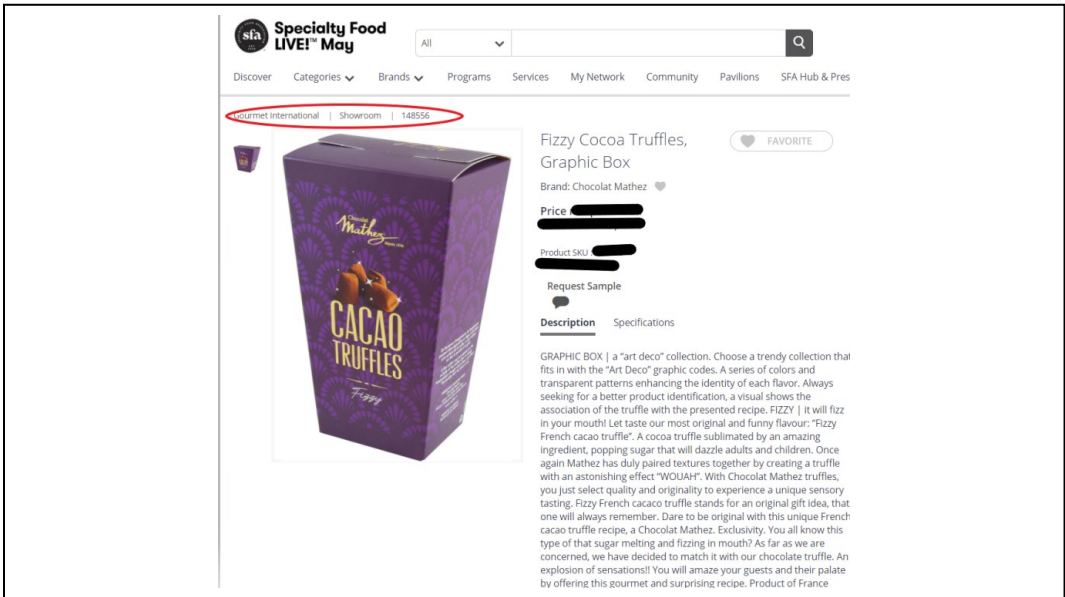 sfa
Specialty Food
LIVE!™ May
All
Discover Categories Brands Programs Services My Network Community Pavilions SFA Hub & Pres
Gourmet International | Showroom | 148556
Fizzy Cocoa Truffles,
Graphic Box
FAVORITE
Brand: Chocolat Mathez
Price
Product SKU
Request Sample
Description Specifications
GRAPHIC BOX | a “art deco” collection. Choose a trendy collection that
fits in with the “Art Deco” graphic codes. A series of colors and
transparent patterns enhancing the identity of each flavor. Always
seeking for a better product identification, a visual shows the
association of the truffle with the presented recipe. FIZZY | it will fizz
in your mouth! Let taste our most original and funny flavour: “Fizzy
French cacao truffle”. A cocoa truffle sublimated by an amazing
ingredient, popping sugar that will dazzle adults and children. Once
again Mathez has duly paired textures together by creating a truffle
with an astonishing effect “WOUAH”. With Chocolat Mathez truffles,
you just select quality and originality to experience a unique sensory
tasting. Fizzy French cacaco truffle stands for an original gift idea, that
one will always remember. Dare to be original with this unique French
cacao truffle recipe, a Chocolat Mathez. Exclusivity. You all know this
type of that sugar melting and fizzing in mouth? As far as we are
concerned, we have decided to match it with our chocolate truffle. An
explosion of sensations!! You will amaze your guests and their palate
by offering this gourmet and surprising recipe. Product of France
Chocolat
Mathez
CACAO
TRUFFLES
Fizzy